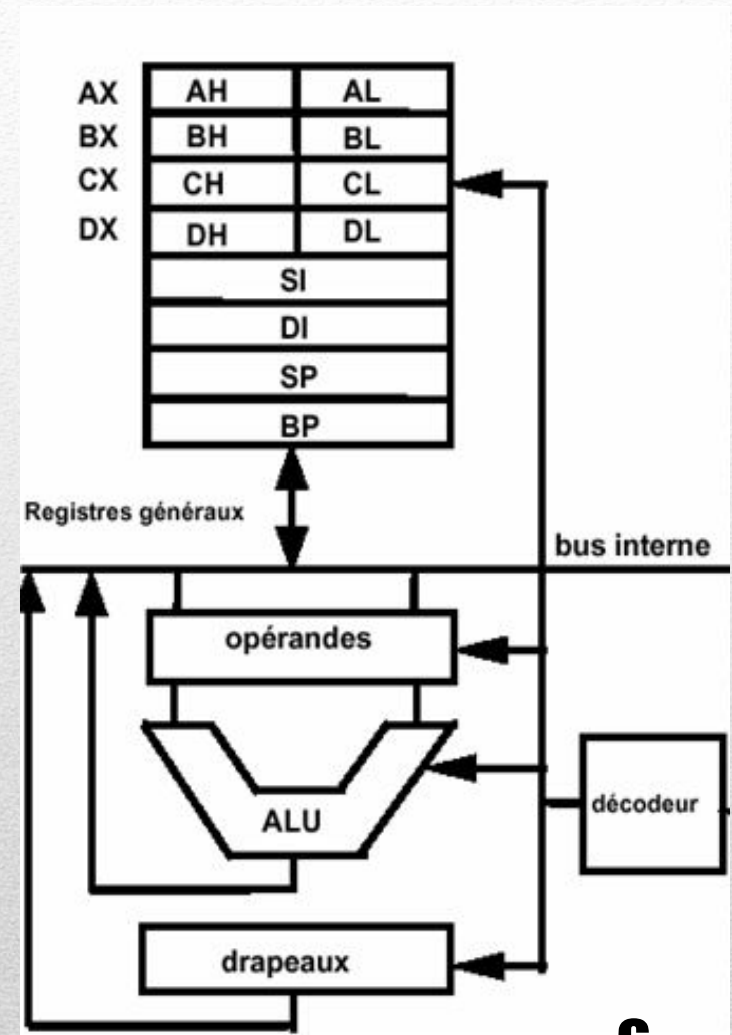 AX AH AL
BX BH BL
CX CH CL
DX DH DL
SI
DI
SP
BP
Registres généraux
bus interne
opérandes
décodeur
ALU
drapeaux